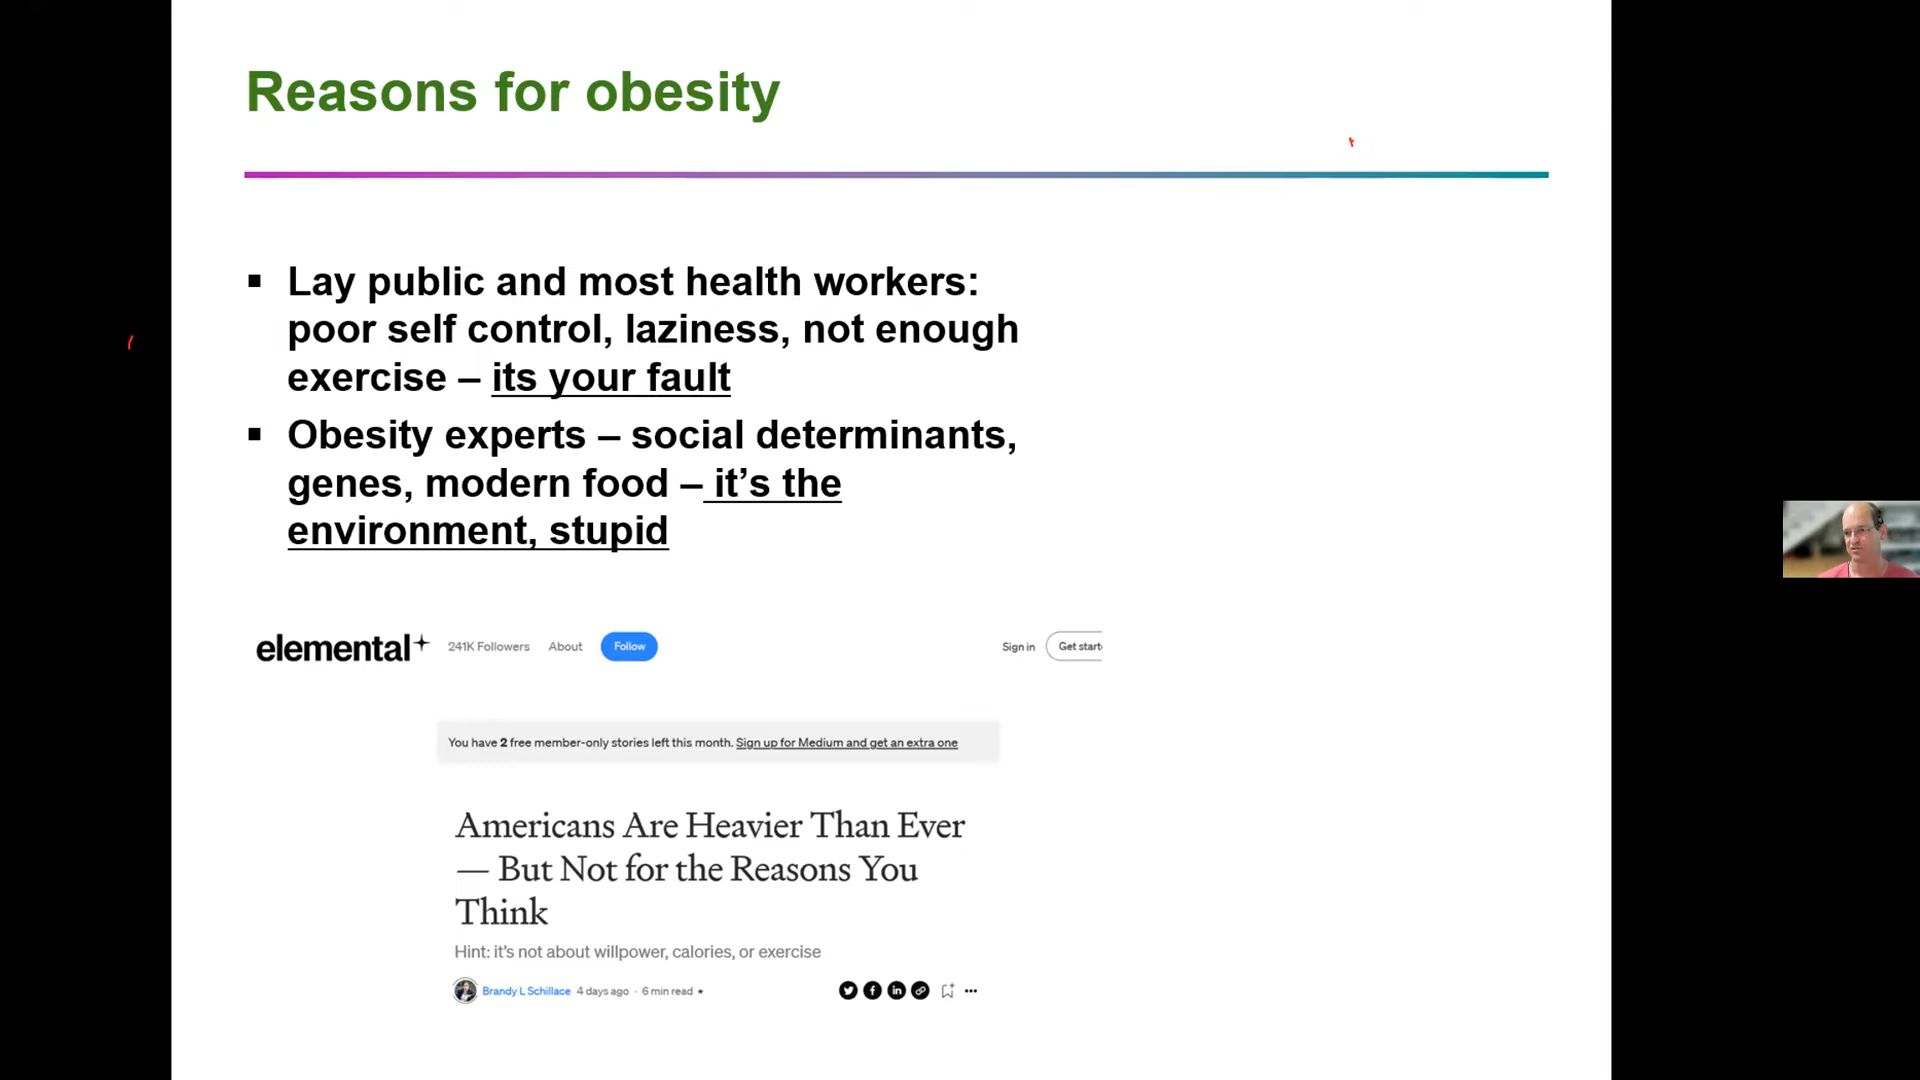 Reasons for obesity
▪ Lay public and most health workers:
poor self control, laziness, not enough
exercise – its your fault
▪ Obesity experts – social determinants,
genes, modern food – it’s the
environment, stupid
elemental+ 241K Followers About Follow Sign in Get start
You have 2 free member-only stories left this month. Sign up for Medium and get an extra one
Americans Are Heavier Than Ever
— But Not for the Reasons You
Think
Hint: it’s not about willpower, calories, or exercise
Brandy L Schillace 4 days ago · 6 min read ★